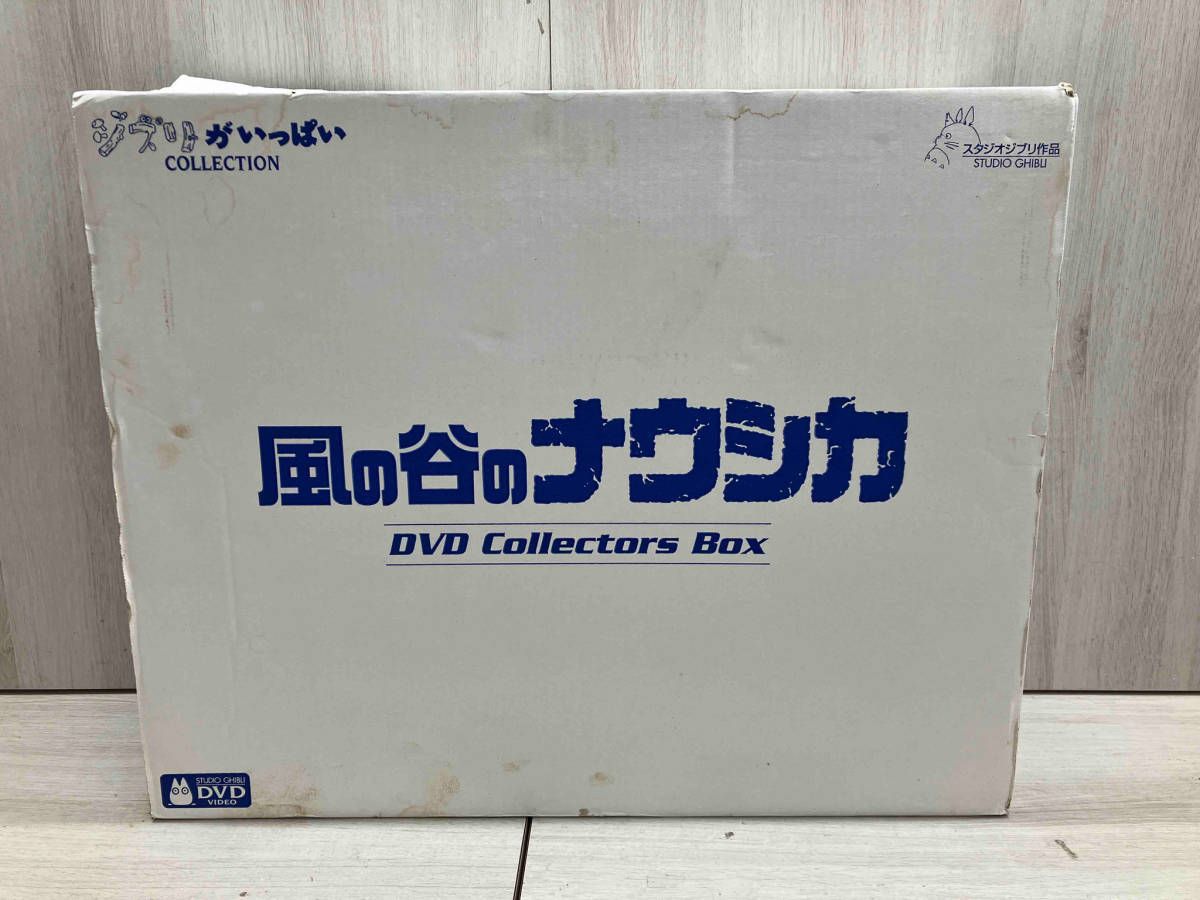 ジブリがいっぱい
COLLECTION
スタジオジブリ作品
STUDIO GHIBLI
風の谷のナウシカ
DVD Collectors Box
STUDIO GHIBLI
DVD
VIDEO